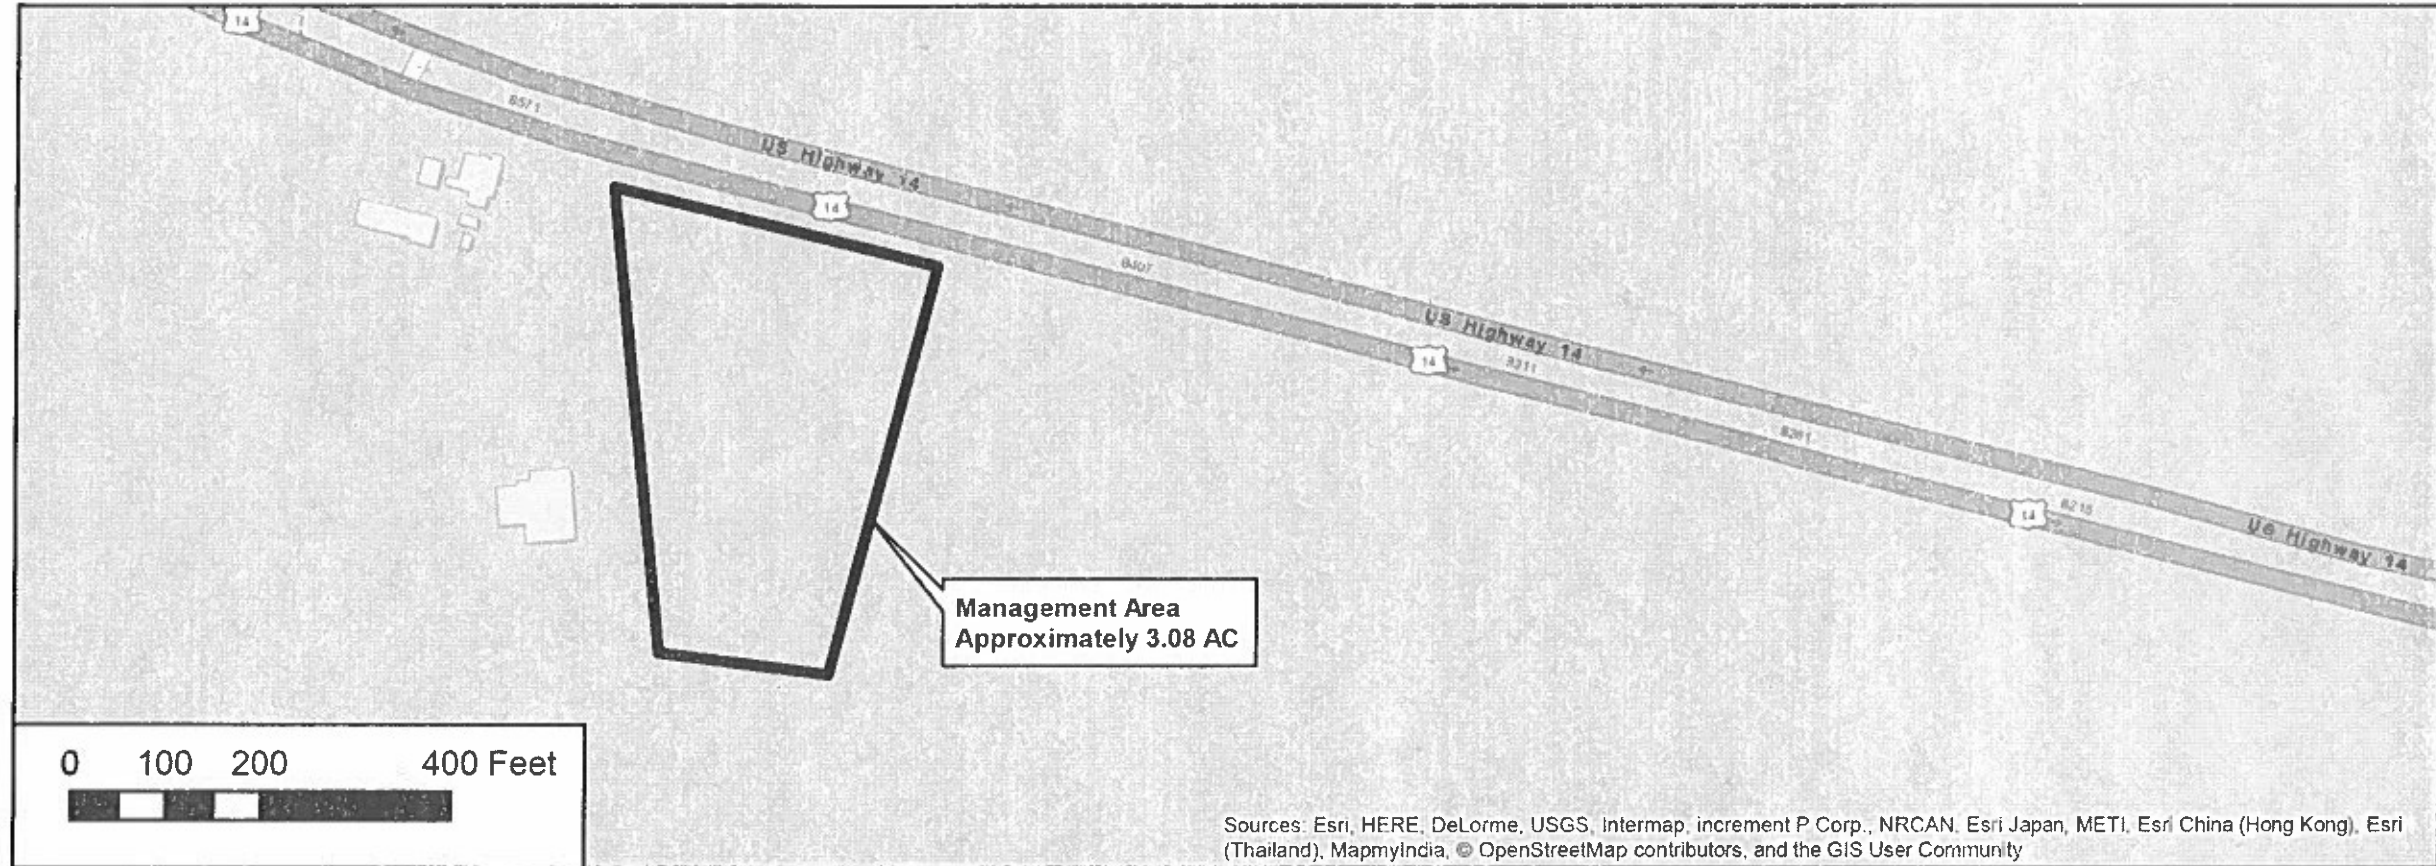 14
8571
US Highway 14
14
8407
US Highway 14
14
8311
8261
14
8215
US Highway 14
Management Area
Approximately 3.08 AC
0 100 200 400 Feet
Sources: Esri, HERE, DeLorme, USGS, Intermap, increment P Corp., NRCAN, Esri Japan, METI, Esri China (Hong Kong), Esri
(Thailand), MapmyIndia, © OpenStreetMap contributors, and the GIS User Community